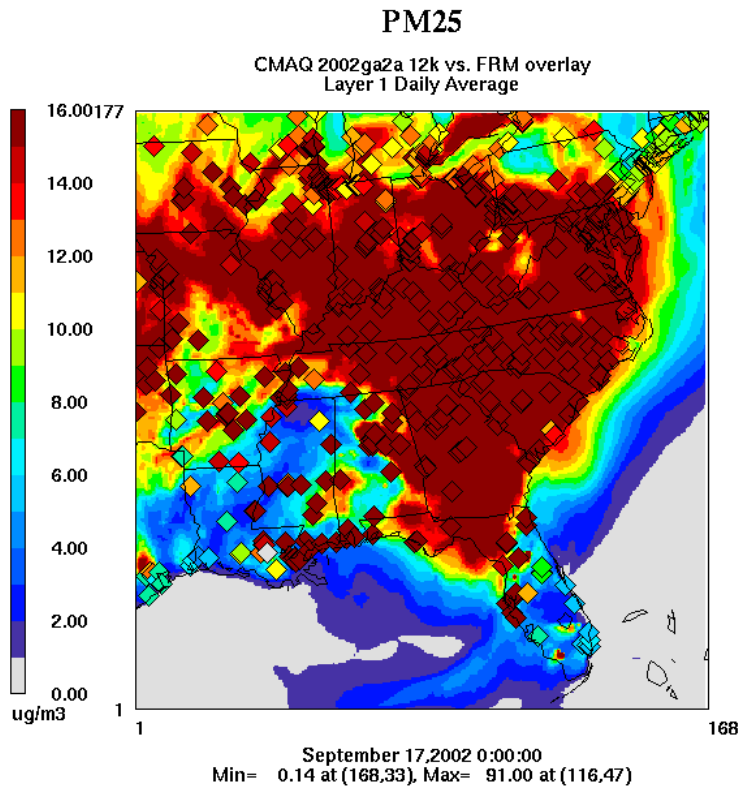 PM25
CMAQ 2002ga2a 12k vs. FRM overlay
Layer 1 Daily Average
16.00
177
14.00
12.00
10.00
8.00
6.00
4.00
2.00
0.00
ug/m3
1
1
168
September 17,2002 0:00:00
Min= 0.14 at (168,33), Max= 91.00 at (116,47)